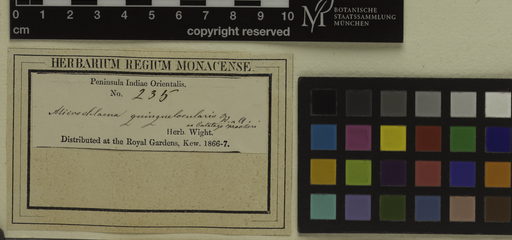 0 1 2 3 4 5 6 7 8 9 10
cm
copyright reserved
BOTANISCHE
STAATSSAMMLUNG
MÜNCHEN
HERBARIUM REGIUM MONACENSE
Peninsula Indiae Orientalis.
No. 235
quinquelocularis W. & A.
Herb. Wight.
Distributed at the Royal Gardens, Kew. 1866-7.